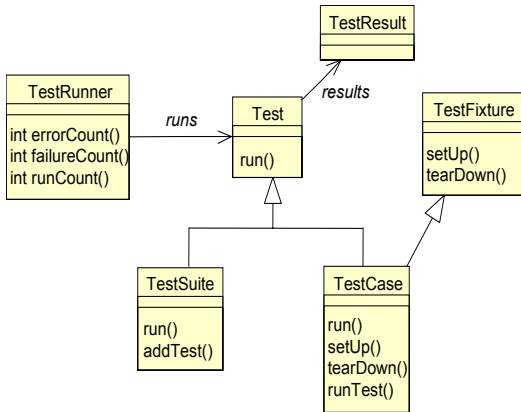 TestResult
TestRunner
int errorCount()
int failureCount()
int runCount()
runs
Test
run()
results
TestFixture
setUp()
tearDown()
TestSuite
run()
addTest()
TestCase
run()
setUp()
tearDown()
runTest()